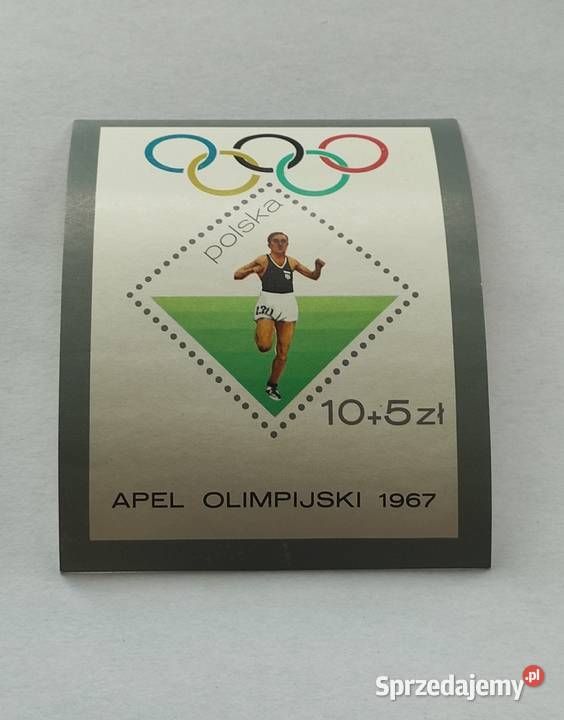 polska
10+5 zł
APEL OLIMPIJSKI 1967
Sprzedajemy.pl